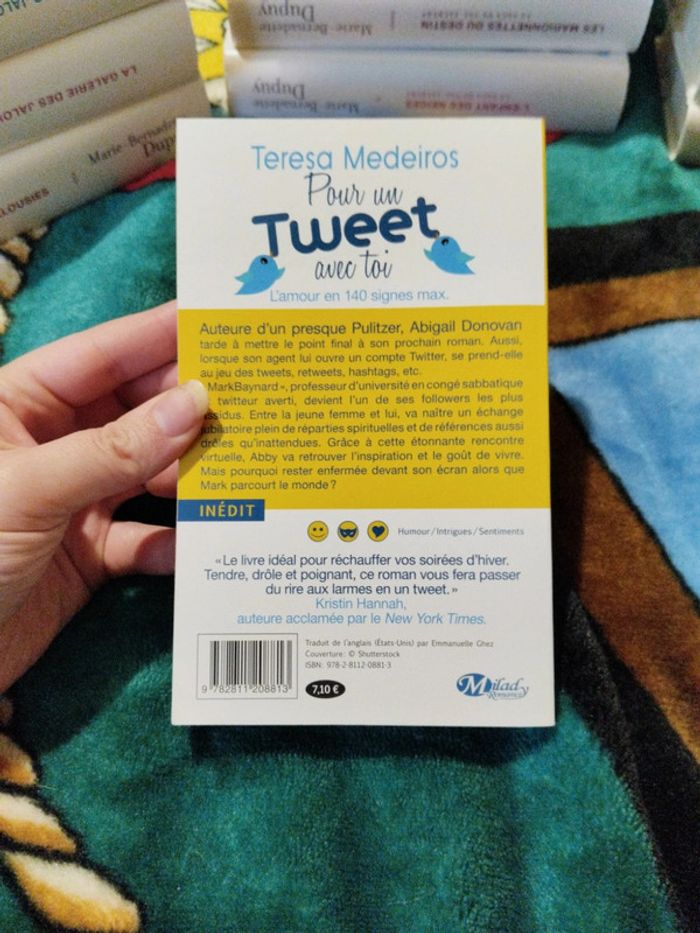 LA GALERIE DES JALO
Marie-Bernadette
Dupuy
LES MARIONNETTES DU DESTIN
Marie-Bernadette
Dupuy
L'ENFANT DES NEIGES
Teresa Medeiros
Pour un
Tweet
avec toi
L'amour en 140 signes max.
Auteure d'un presque Pulitzer, Abigail Donovan
tarde à mettre le point final à son prochain roman. Aussi,
lorsque son agent lui ouvre un compte Twitter, se prend-elle
au jeu des tweets, retweets, hashtags, etc.
MarkBaynard », professeur d'université en congé sabbatique
twitteur averti, devient l'un de ses followers les plus
assidus. Entre la jeune femme et lui, va naître un échange
jubilatoire plein de réparties spirituelles et de références aussi
drôles qu'inattendues. Grâce à cette étonnante rencontre
virtuelle, Abby va retrouver l'inspiration et le goût de vivre.
Mais pourquoi rester enfermée devant son écran alors que
Mark parcourt le monde ?
INÉDIT
Humour / Intrigues / Sentiments
« Le livre idéal pour réchauffer vos soirées d'hiver.
Tendre, drôle et poignant, ce roman vous fera passer
du rire aux larmes en un tweet. »
Kristin Hannah,
auteure acclamée par le New York Times.
Traduit de l'anglais (États-Unis) par Emmanuelle Ghez
Couverture : © Shutterstock
ISBN : 978-2-8112-0881-3
9 782811 208813
7,10 €
Milady
Romance